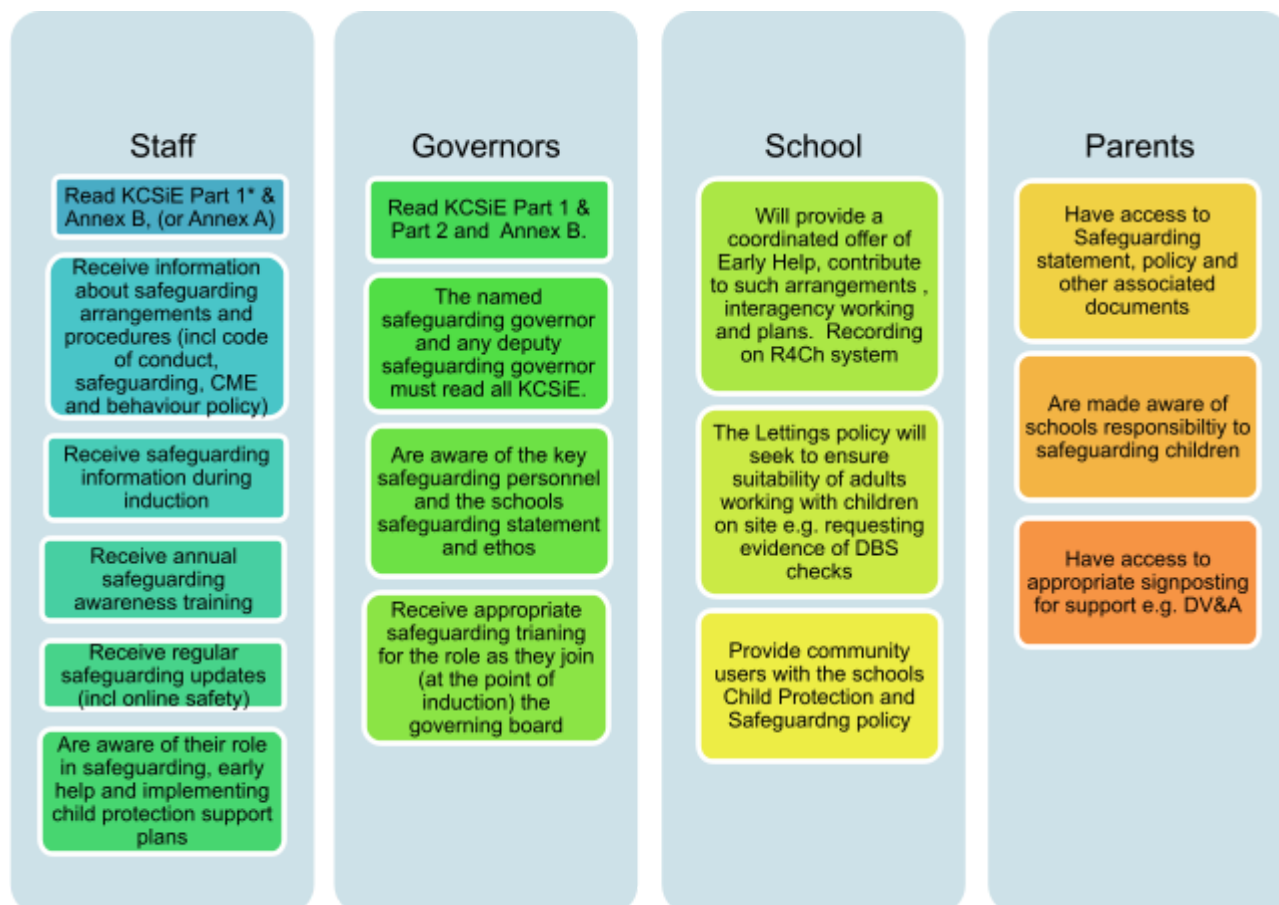 Staff
Read KCSiE Part 1* &
Annex B, (or Annex A)
Receive information
about safeguarding
arrangements and
procedures (incl code
of conduct,
safeguarding, CME
and behaviour policy)
Receive safeguarding
information during
induction
Receive annual
safeguarding
awareness training
Receive regular
safeguarding updates
(incl online safety)
Are aware of their role
in safeguarding, early
help and implementing
child protection support
plans
Governors
Read KCSiE Part 1 &
Part 2 and  Annex B.
The named
safeguarding governor
and any deputy
safeguarding governor
must read all KCSiE.
Are aware of the key
safeguarding personnel
and the schools
safeguarding statement
and ethos
Receive appropriate
safeguarding trianing
for the role as they join
(at the point of
induction) the
governing board
School
Will provide a
coordinated offer of
Early Help, contribute
to such arrangements ,
interagency working
and plans.  Recording
on R4Ch system
The Lettings policy will
seek to ensure
suitability of adults
working with children
on site e.g. requesting
evidence of DBS
checks
Provide community
users with the schools
Child Protection and
Safeguardng policy
Parents
Have access to
Safeguarding
statement, policy and
other associated
documents
Are made aware of
schools responsibiltiy to
safeguarding children
Have access to
appropriate signposting
for support e.g. DV&A